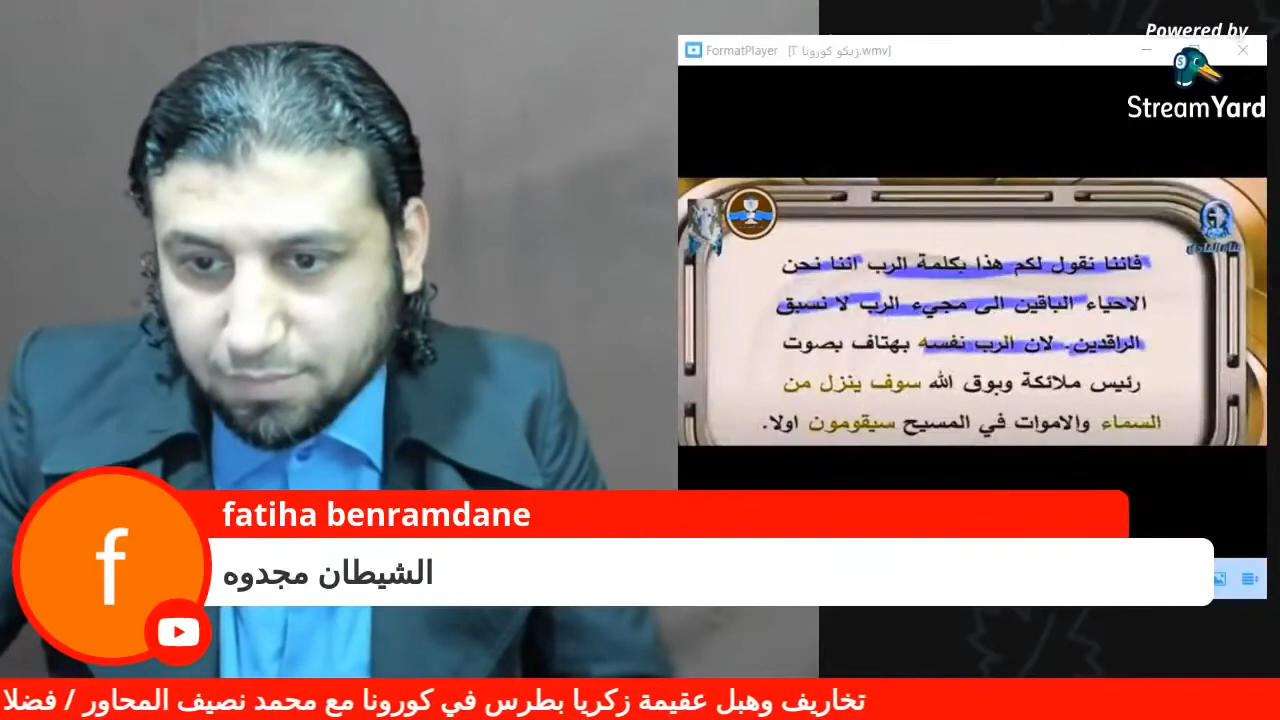 Powered by
StreamYard
FormatPlayer [T زيكو كورونا.wmv]
فاننا نقول لكم هذا بكلمة الرب اننا نحن
الاحياء الباقين الى مجيء الرب لا نسبق
الراقدين. لان الرب نفسه بهتاف بصوت
رئيس ملائكة وبوق الله سوف ينزل من
السماء والاموات في المسيح سيقومون اولا.
f
fatiha benramdane
الشيطان مجدوه
تخاريف وهبل عقيمة زكريا بطرس في كورونا مع محمد نصيف المحاور / فضلا